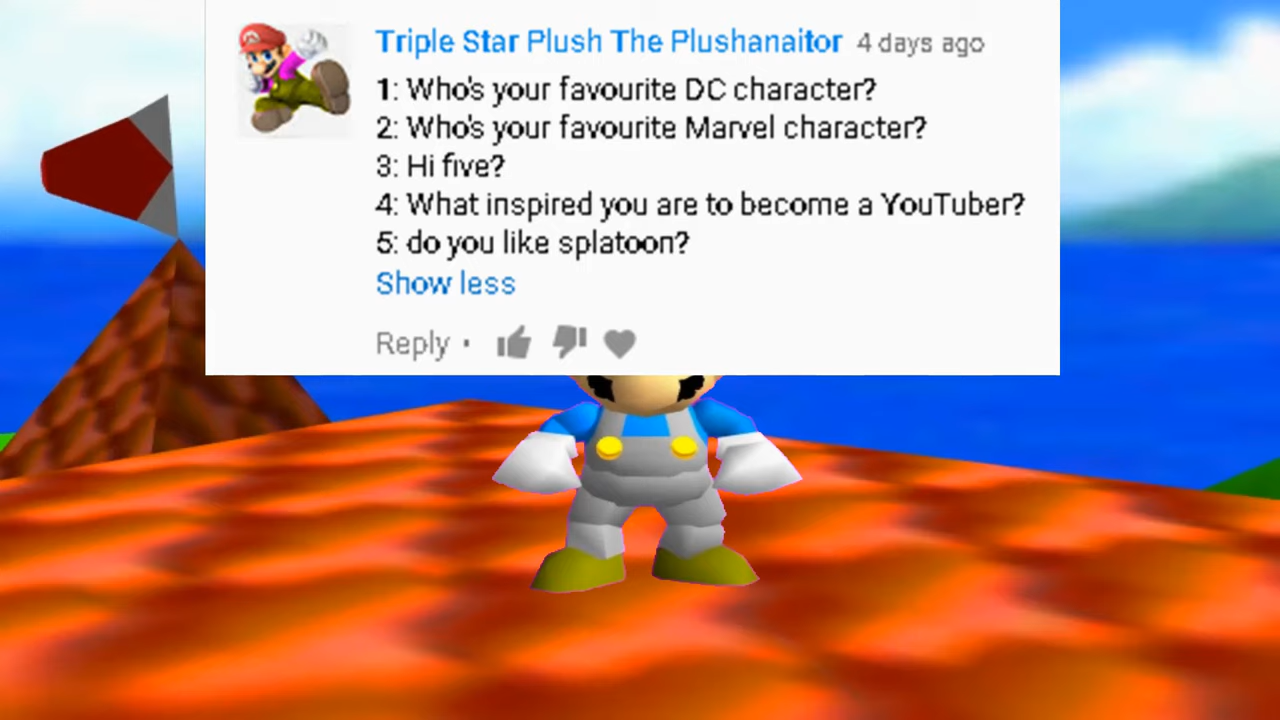 Triple Star Plush The Plushanaitor 4 days ago
1: Who's your favourite DC character?
2: Who's your favourite Marvel character?
3: Hi five?
4: What inspired you are to become a YouTuber?
5: do you like splatoon?
Show less
Reply •